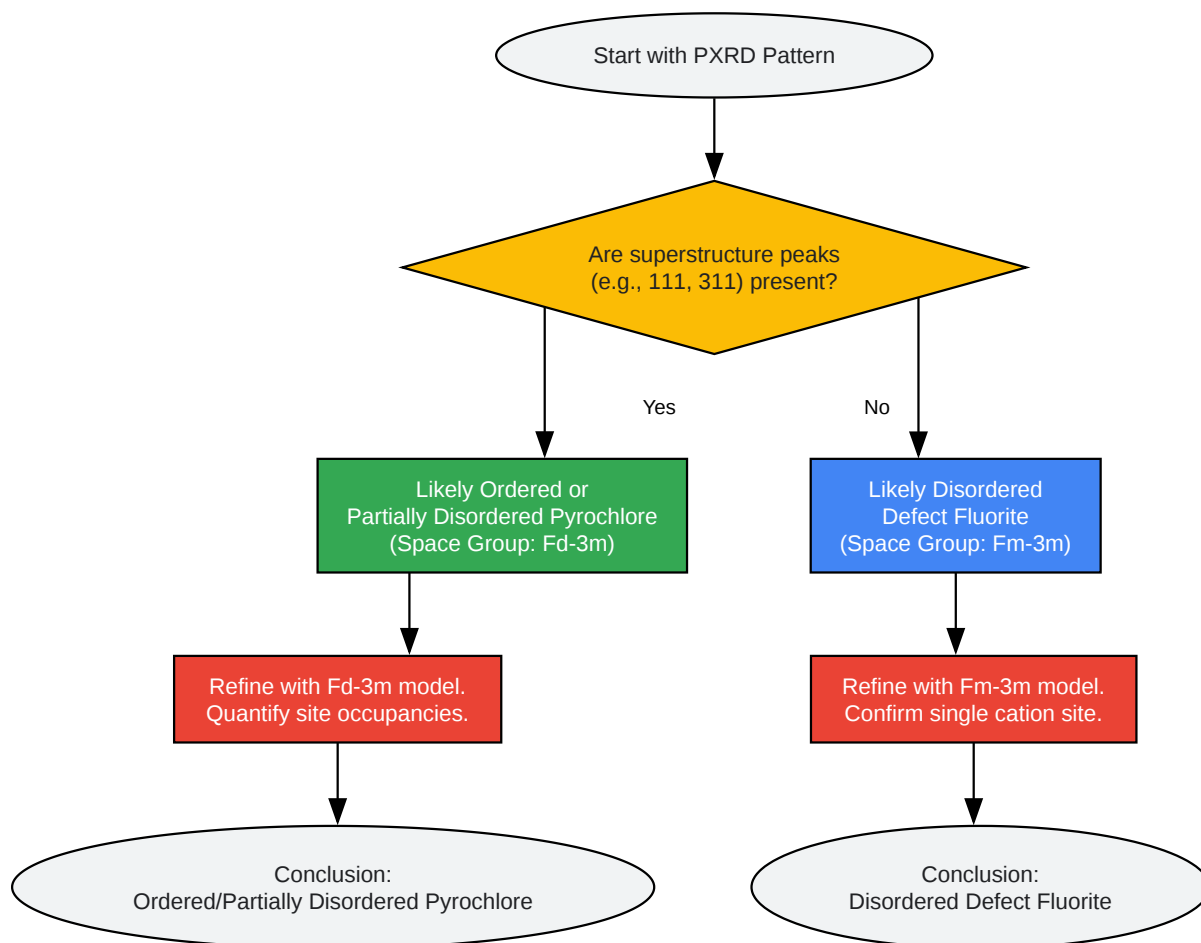 Start with PXRD Pattern
Are superstructure peaks
(e.g., 111, 311) present?
Yes
No
Likely Ordered or
Partially Disordered Pyrochlore
(Space Group: Fd-3m)
Likely Disordered
Defect Fluorite
(Space Group: Fm-3m)
Refine with Fd-3m model.
Quantify site occupancies.
Refine with Fm-3m model.
Confirm single cation site.
Conclusion:
Ordered/Partially Disordered Pyrochlore
Conclusion:
Disordered Defect Fluorite